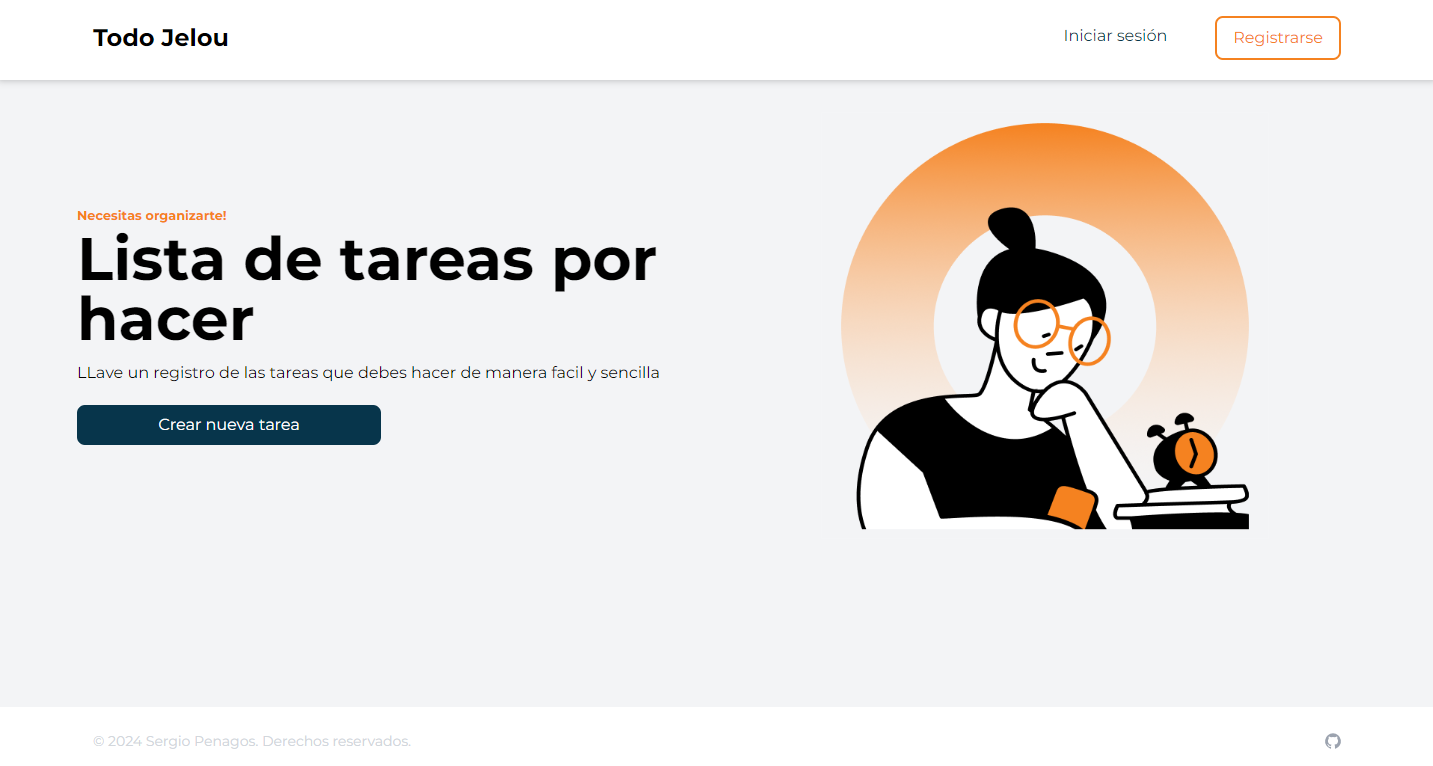 Todo Jelou
Iniciar sesión
Registrarse
Necesitas organizarte!
Lista de tareas por
hacer
LLave un registro de las tareas que debes hacer de manera facil y sencilla
Crear nueva tarea
© 2024 Sergio Penagos. Derechos reservados.